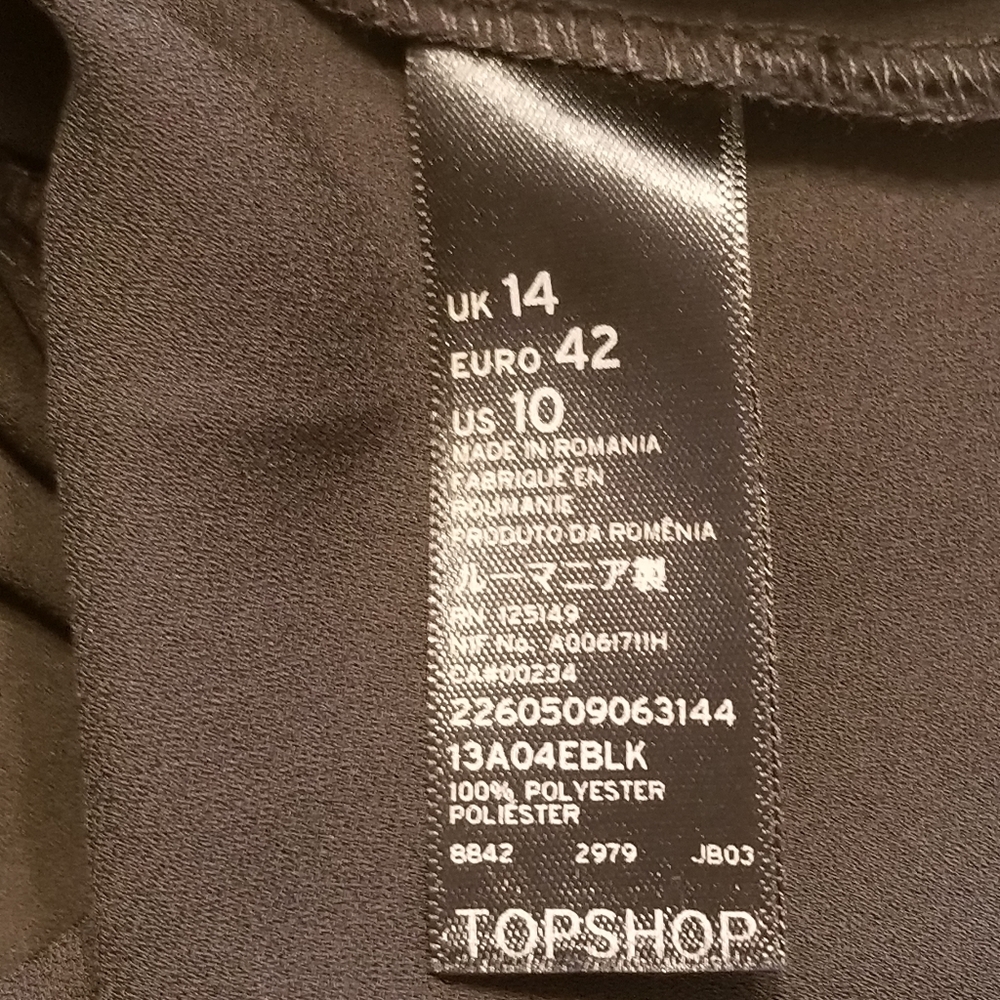 UK 14
EURO 42
US 10
MADE IN ROMANIA
FABRIQUÉ EN
ROUMANIE
PRODUTO DA ROMÊNIA
ルーマニア製
RN 125149
NIF No. A0061711H
CA#00234
2260509063144
13A04EBLK
100% POLYESTER
POLIÉSTER
8842 2979 JB03
TOPSHOP